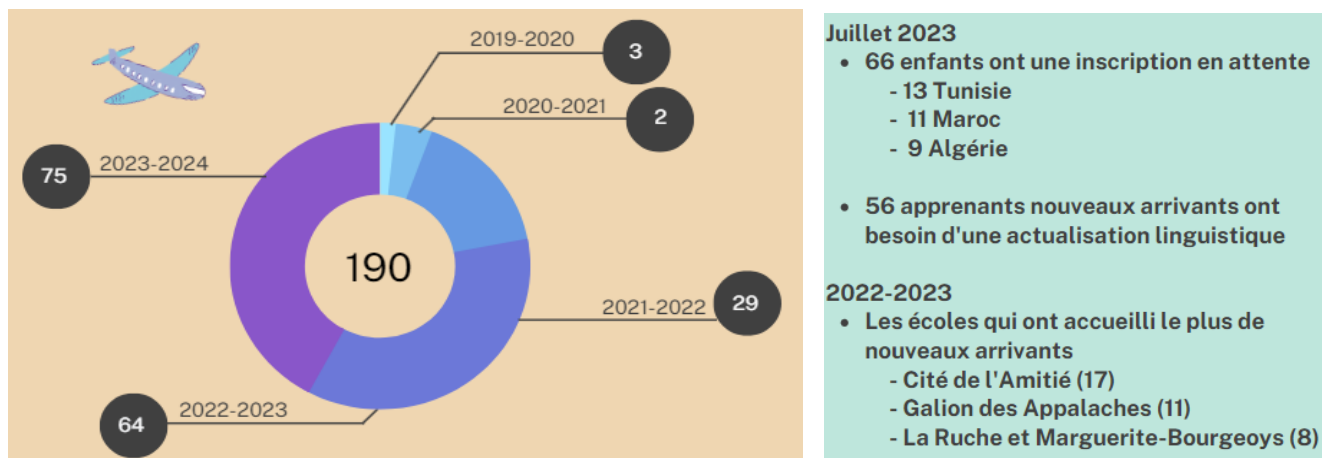 2019-2020
3
2020-2021
2
75
2023-2024
190
2021-2022
29
2022-2023
64
Juillet 2023
• 66 enfants ont une inscription en attente
- 13 Tunisie
- 11 Maroc
- 9 Algérie
• 56 apprenants nouveaux arrivants ont
besoin d'une actualisation linguistique
2022-2023
• Les écoles qui ont accueilli le plus de
nouveaux arrivants
- Cité de l'Amitié (17)
- Galion des Appalaches (11)
- La Ruche et Marguerite-Bourgeoys (8)